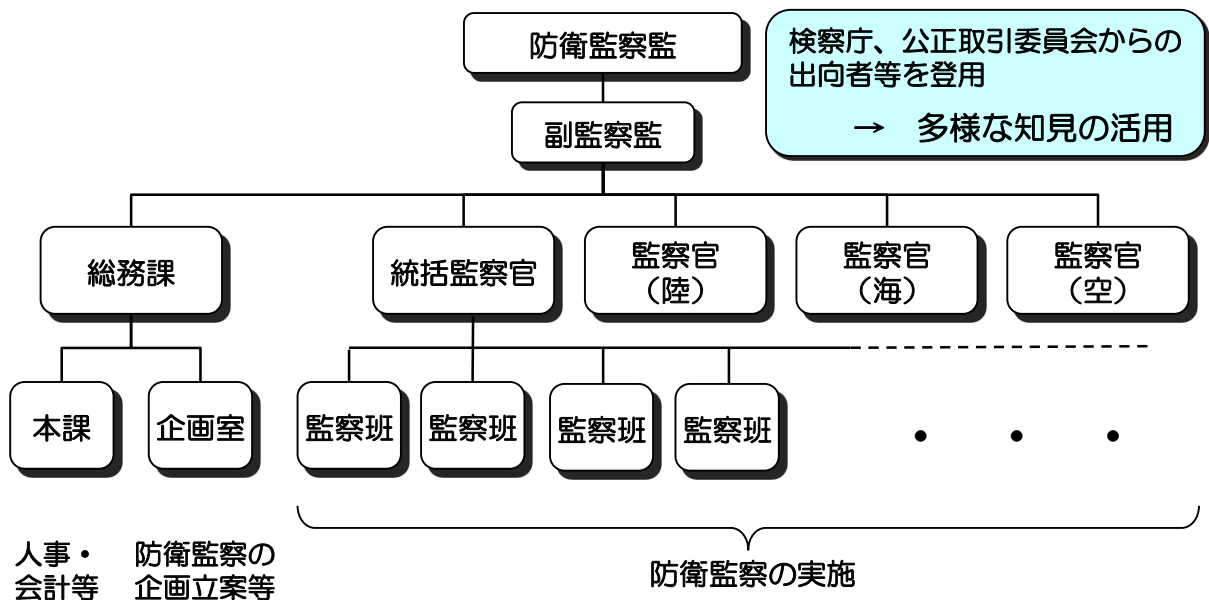 防衛監察監
検察庁、公正取引委員会からの
出向者等を登用
→ 多様な知見の活用
副監察監
総務課
統括監察官
監察官
（陸）
監察官
（海）
監察官
（空）
本課
企画室
監察班
監察班
監察班
監察班
・ ・ ・
人事・
会計等
防衛監察の
企画立案等
防衛監察の実施